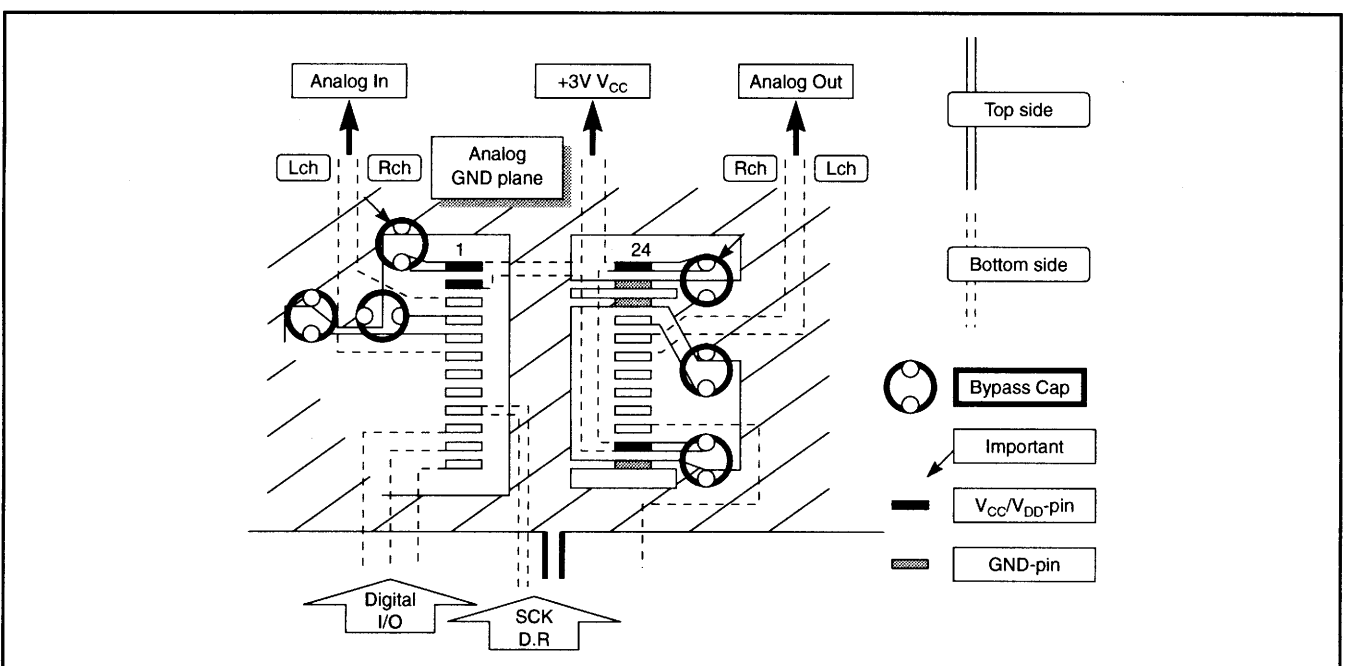 Analog In
+3V VCC
Analog Out
Top side
Lch
Rch
Analog
GND plane
Rch
Lch
1
24
Bottom side
Bypass Cap
Important
VCC/VDD-pin
GND-pin
Digital
I/O
SCK
D.R